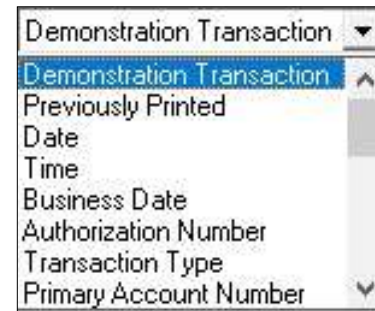 Demonstration Transaction
Demonstration Transaction
Previously Printed
Date
Time
Business Date
Authorization Number
Transaction Type
Primary Account Number